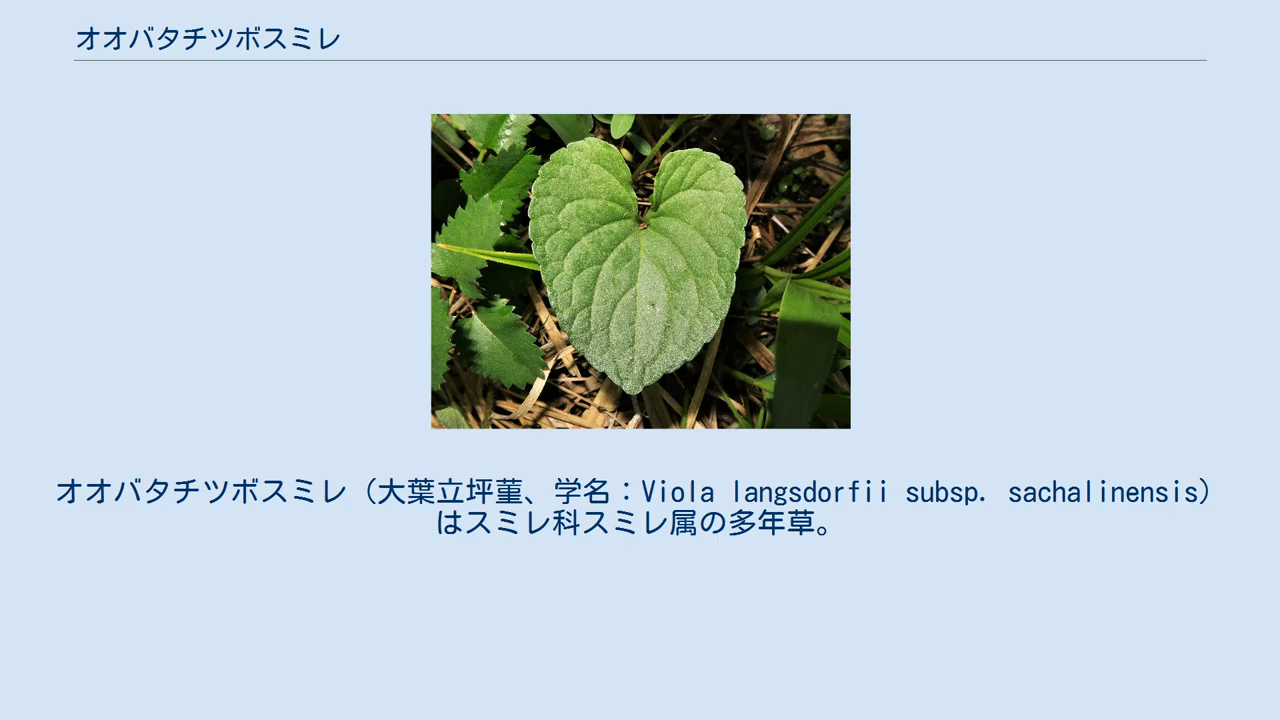 オオバタチツボスミレ
オオバタチツボスミレ（大葉立坪菫、学名：Viola langsdorfii subsp. sachalinensis）
はスミレ科スミレ属の多年草。